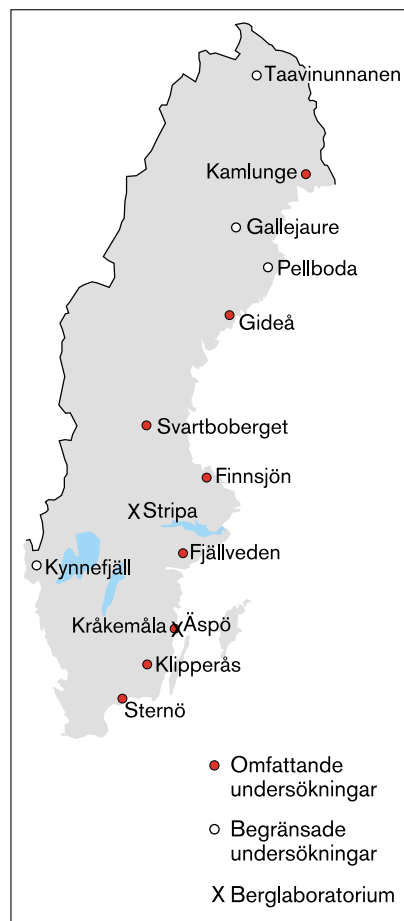 Taavinunnanen
Kamlunge
Gallejaure
Pellboda
Gideå
Svartboberget
Finnsjön
X Stripa
Fjällveden
Kynnefjäll
Kråkemåla X Äspö
Klipperås
Sternö
Omfattande
undersökningar
Begränsade
undersökningar
X Berglaboratorium